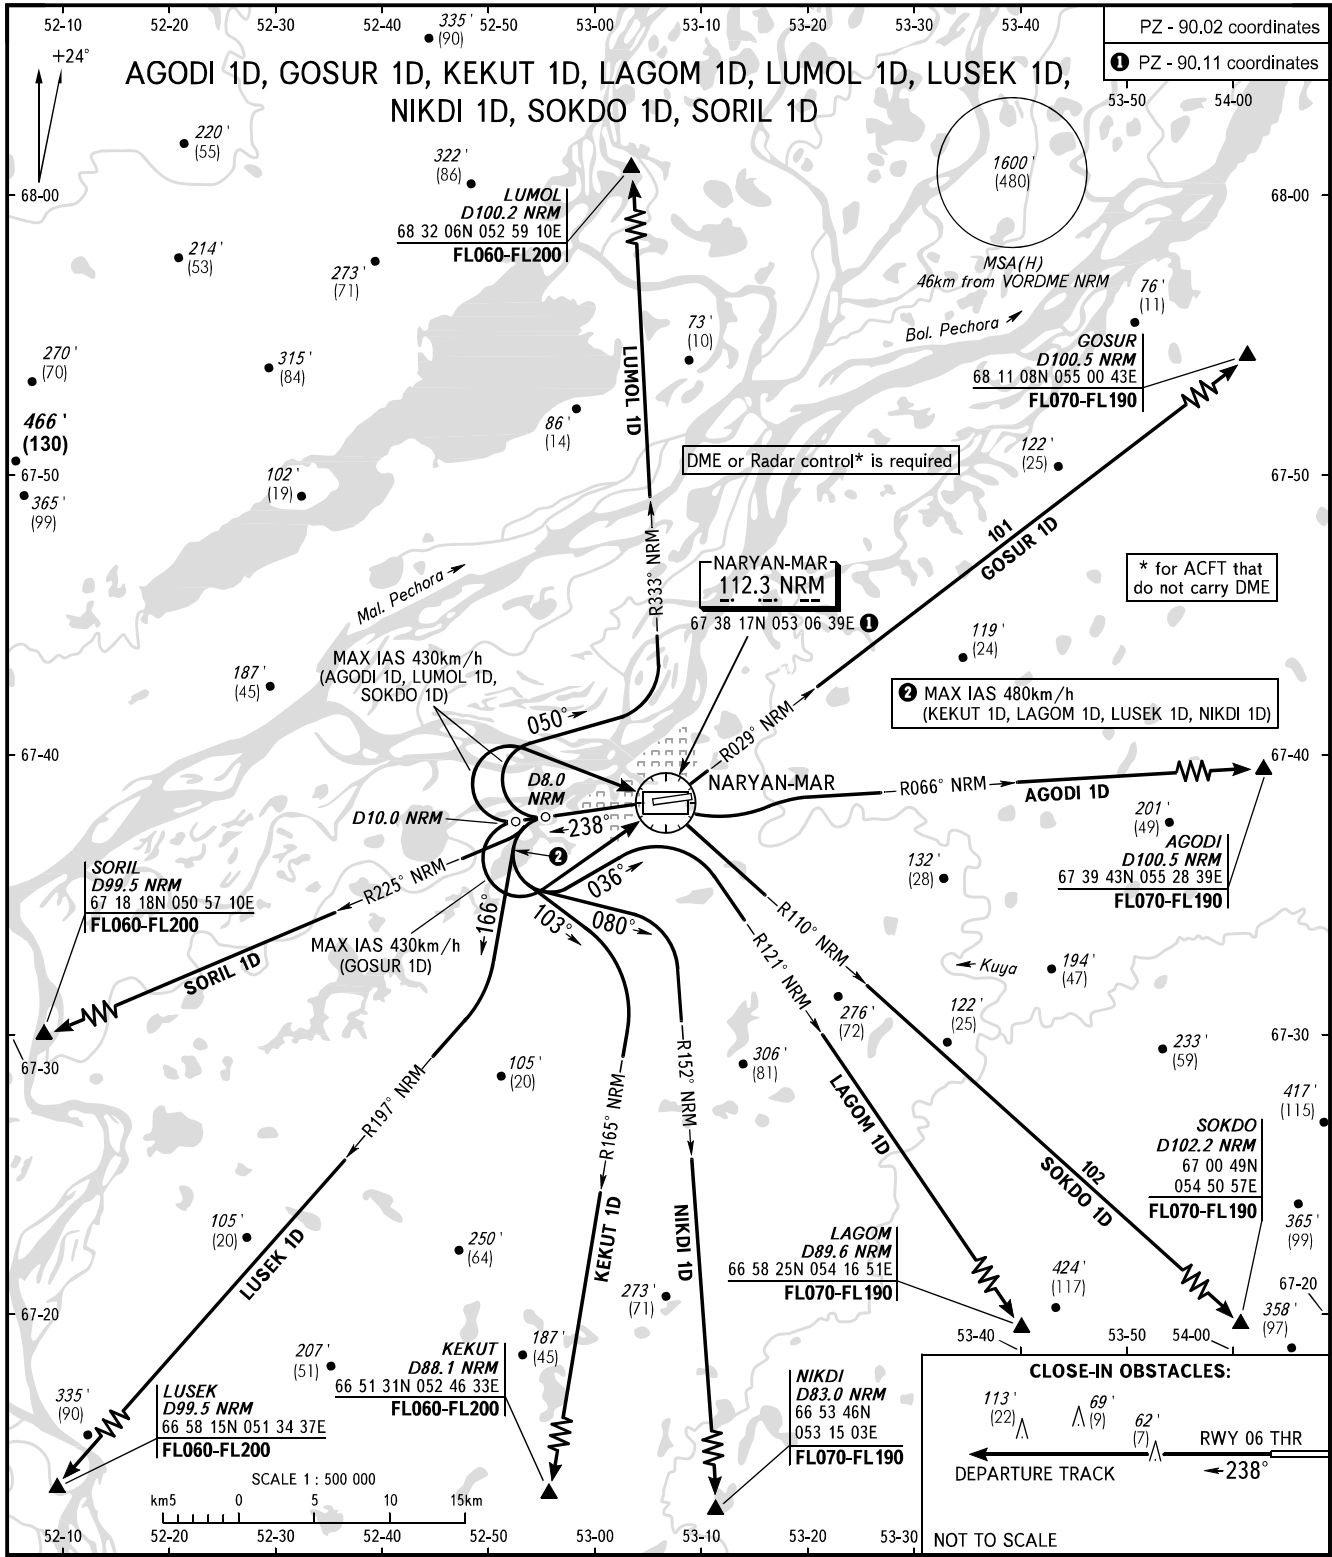 52-10
52-20
52-30
52-40
52-50
53-00
53-10
53-20
53-30
53-40
PZ - 90.02 coordinates
❶ PZ - 90.11 coordinates
53-50
54-00
+24°
335'
(90)
AGODI 1D, GOSUR 1D, KEKUT 1D, LAGOM 1D, LUMOL 1D, LUSEK 1D,
NIKDI 1D, SOKDO 1D, SORIL 1D
220'
(55)
322'
(86)
1600'
(480)
MSA(H)
46km from VORDME NRM
68-00
68-00
LUMOL
D100.2 NRM
68 32 06N 052 59 10E
FL060-FL200
214'
(53)
273'
(71)
76'
(11)
Bol. Pechora
73'
(10)
GOSUR
D100.5 NRM
68 11 08N 055 00 43E
FL070-FL190
270'
(70)
315'
(84)
LUMOL 1D
86'
(14)
466'
(130)
122'
(25)
DME or Radar control* is required
67-50
67-50
102'
(19)
365'
(99)
101
GOSUR 1D
R333° NRM
NARYAN-MAR
112.3 NRM
67 38 17N 053 06 39E ❶
* for ACFT that
do not carry DME
Mal. Pechora
119'
(24)
MAX IAS 430km/h
(AGODI 1D, LUMOL 1D,
SOKDO 1D)
187'
(45)
❷ MAX IAS 480km/h
(KEKUT 1D, LAGOM 1D, LUSEK 1D, NIKDI 1D)
050°
R029° NRM
67-40
67-40
D8.0
NRM
NARYAN-MAR
R066° NRM
AGODI 1D
D10.0 NRM
238°
201'
(49)
❷
AGODI
D100.5 NRM
67 39 43N 055 28 39E
FL070-FL190
132'
(28)
SORIL
D99.5 NRM
67 18 18N 050 57 10E
FL060-FL200
R225° NRM
036°
166°
103°
080°
R110° NRM
MAX IAS 430km/h
(GOSUR 1D)
SORIL 1D
R121° NRM
Kuya
194'
(47)
276'
(72)
122'
(25)
67-30
67-30
233'
(59)
306'
(81)
105'
(20)
R197° NRM
R165° NRM
R152° NRM
LAGOM 1D
417'
(115)
SOKDO
D102.2 NRM
67 00 49N
054 50 57E
FL070-FL190
102
SOKDO 1D
105'
(20)
LUSEK 1D
250'
(64)
KEKUT 1D
NIKDI 1D
LAGOM
D89.6 NRM
66 58 25N 054 16 51E
FL070-FL190
365'
(99)
424'
(117)
273'
(71)
67-20
67-20
358'
(97)
53-40
53-50
54-00
207'
(51)
187'
(45)
KEKUT
D88.1 NRM
66 51 31N 052 46 33E
FL060-FL200
335'
(90)
LUSEK
D99.5 NRM
66 58 15N 051 34 37E
FL060-FL200
NIKDI
D83.0 NRM
66 53 46N
053 15 03E
FL070-FL190
CLOSE-IN OBSTACLES:
113'
(22)
69'
(9)
62'
(7)
RWY 06 THR
DEPARTURE TRACK
238°
NOT TO SCALE
SCALE 1 : 500 000
km5
0
5
10
15km
52-10
52-20
52-30
52-40
52-50
53-00
53-10
53-20
53-30